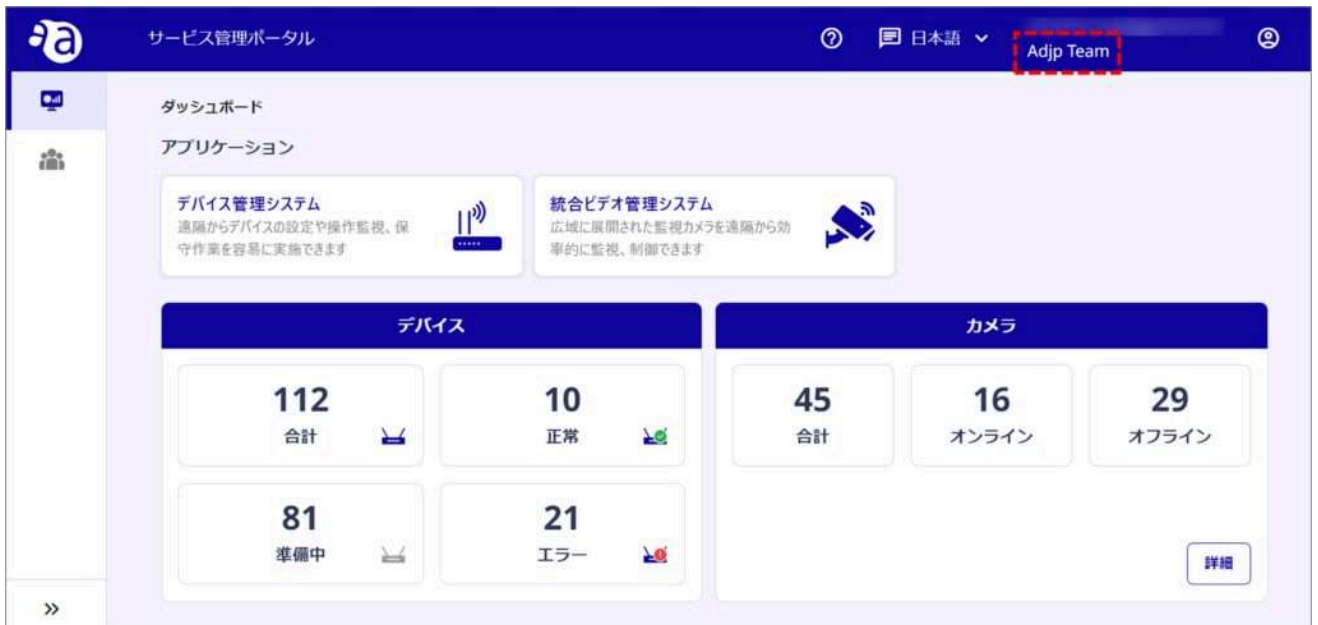 サービス管理ポータル
日本語
Adjp Team
ダッシュボード
アプリケーション
デバイス管理システム
遠隔からデバイスの設定や操作監視、保
守作業を容易に実施できます
統合ビデオ管理システム
広域に展開された監視カメラを遠隔から効
率的に監視、制御できます
デバイス
112
合計
10
正常
81
準備中
21
エラー
カメラ
45
合計
16
オンライン
29
オフライン
詳細